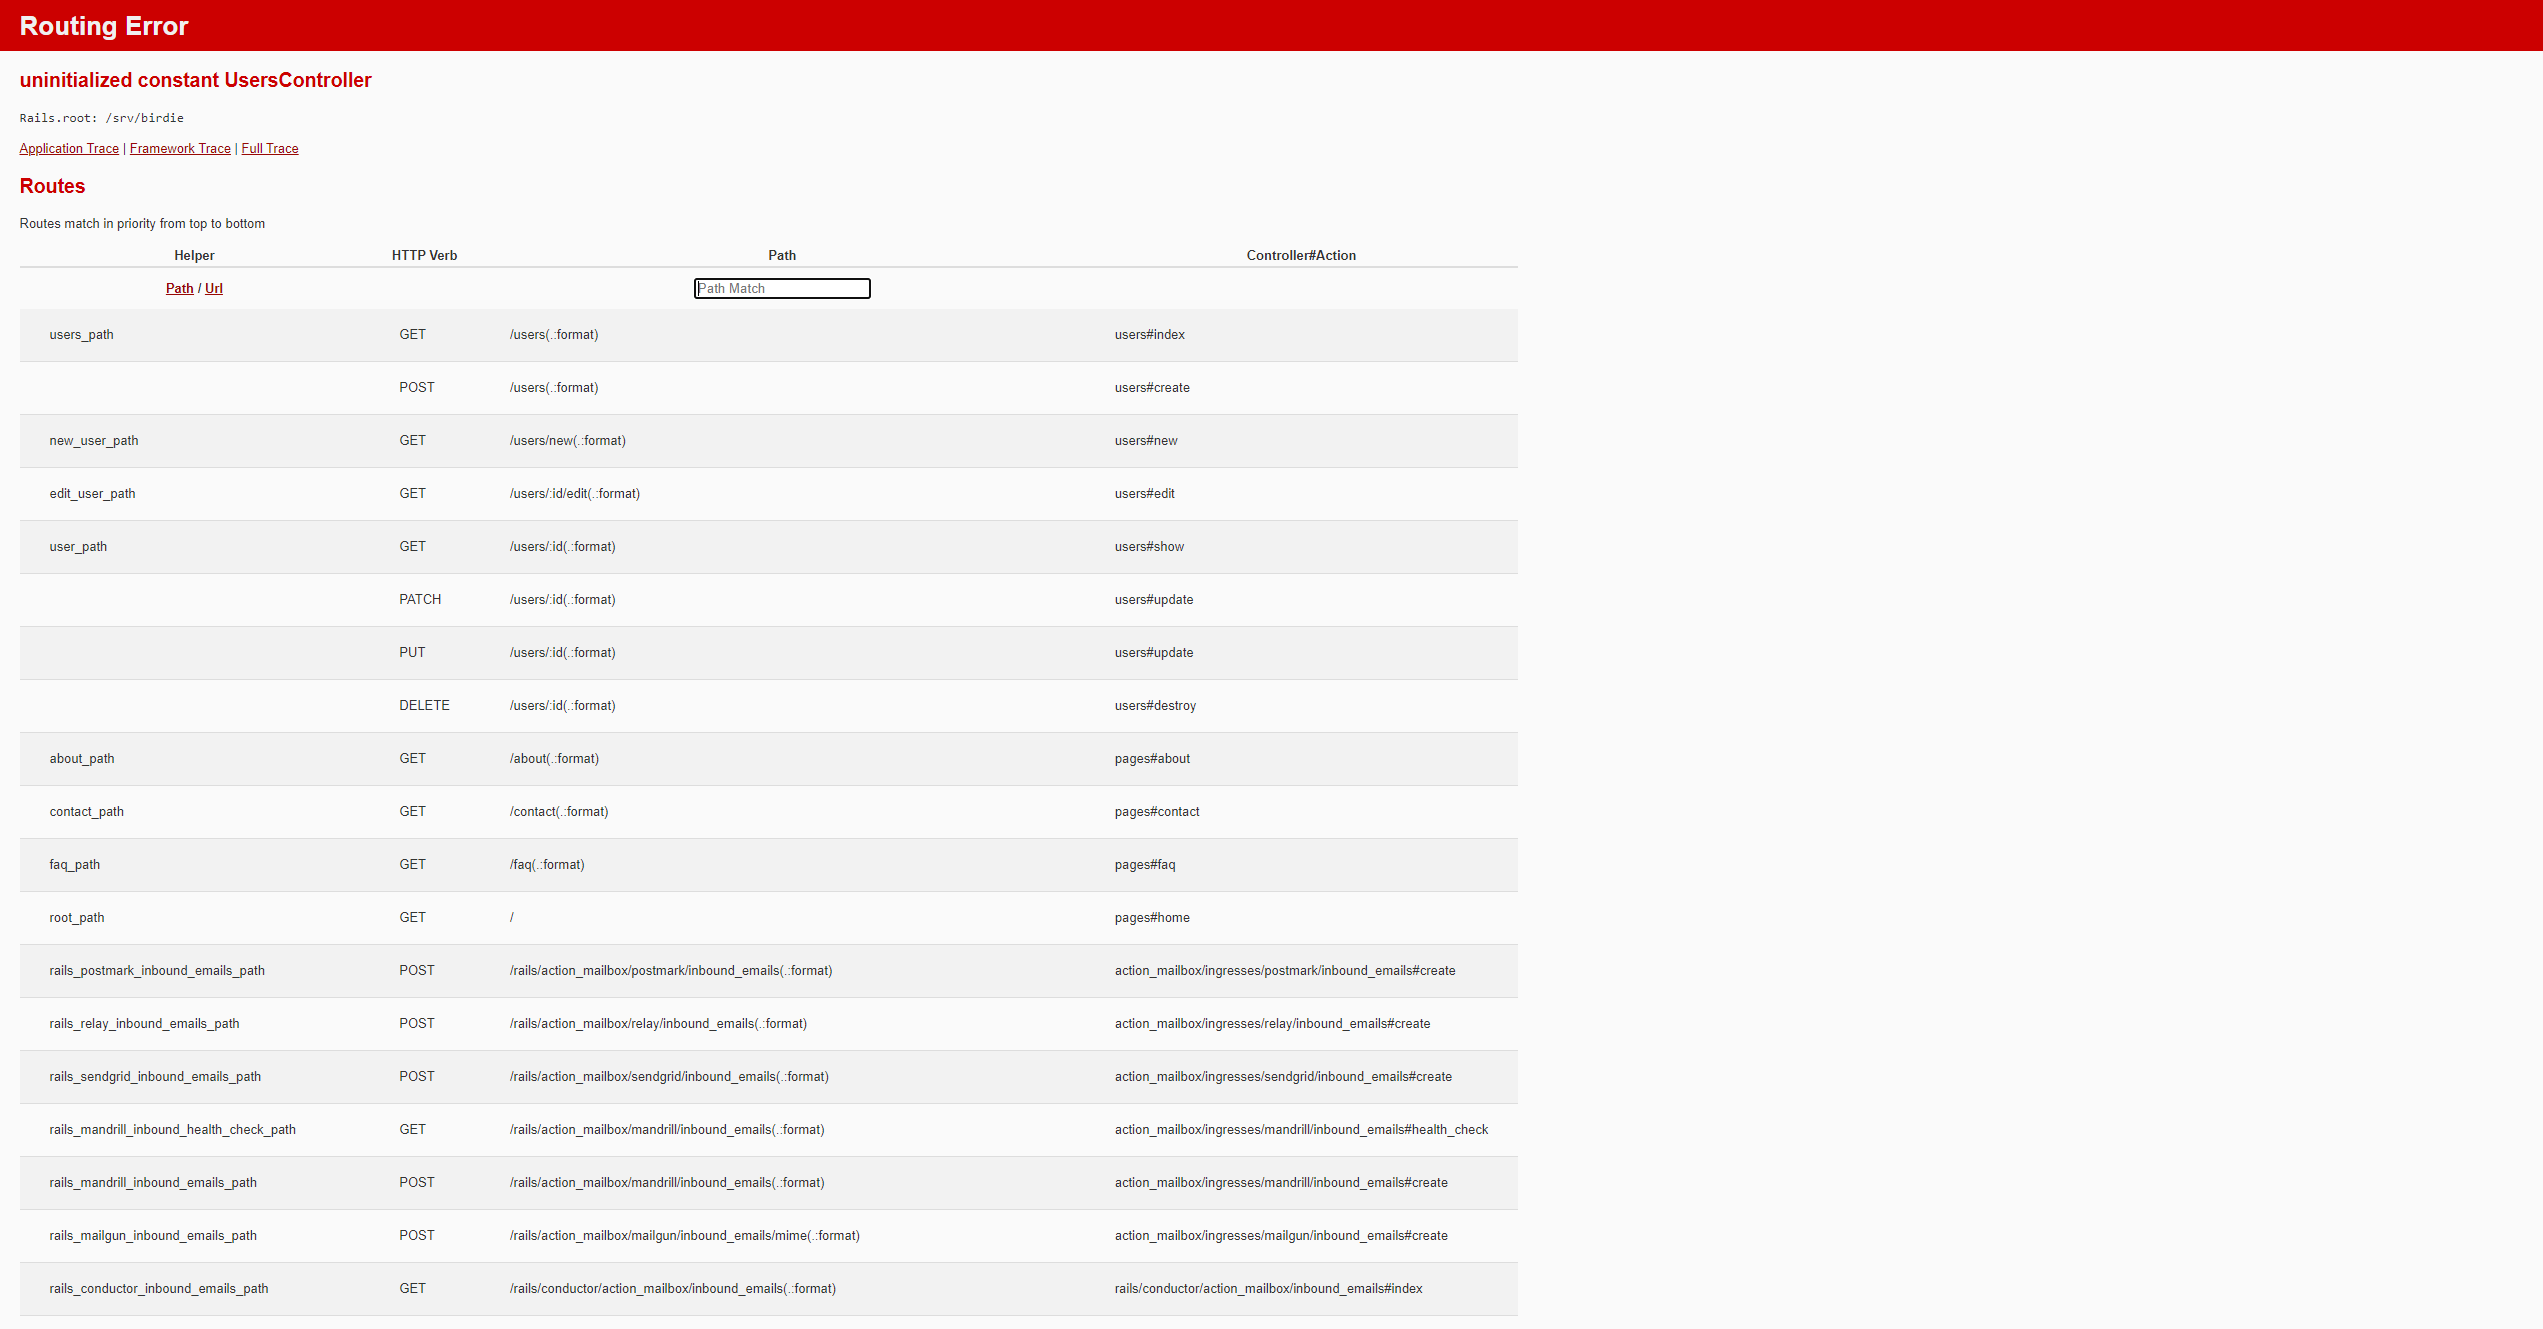 Routing Error
uninitialized constant UsersController
Rails.root: /srv/birdie
Application Trace | Framework Trace | Full Trace
Routes
Routes match in priority from top to bottom
Helper HTTP Verb Path Controller#Action
Path / Url Path Match
users_path GET /users(.:format) users#index
POST /users(.:format) users#create
new_user_path GET /users/new(.:format) users#new
edit_user_path GET /users/:id/edit(.:format) users#edit
user_path GET /users/:id(.:format) users#show
PATCH /users/:id(.:format) users#update
PUT /users/:id(.:format) users#update
DELETE /users/:id(.:format) users#destroy
about_path GET /about(.:format) pages#about
contact_path GET /contact(.:format) pages#contact
faq_path GET /faq(.:format) pages#faq
root_path GET / pages#home
rails_postmark_inbound_emails_path POST /rails/action_mailbox/postmark/inbound_emails(.:format) action_mailbox/ingresses/postmark/inbound_emails#create
rails_relay_inbound_emails_path POST /rails/action_mailbox/relay/inbound_emails(.:format) action_mailbox/ingresses/relay/inbound_emails#create
rails_sendgrid_inbound_emails_path POST /rails/action_mailbox/sendgrid/inbound_emails(.:format) action_mailbox/ingresses/sendgrid/inbound_emails#create
rails_mandrill_inbound_health_check_path GET /rails/action_mailbox/mandrill/inbound_emails(.:format) action_mailbox/ingresses/mandrill/inbound_emails#health_check
rails_mandrill_inbound_emails_path POST /rails/action_mailbox/mandrill/inbound_emails(.:format) action_mailbox/ingresses/mandrill/inbound_emails#create
rails_mailgun_inbound_emails_path POST /rails/action_mailbox/mailgun/inbound_emails/mime(.:format) action_mailbox/ingresses/mailgun/inbound_emails#create
rails_conductor_inbound_emails_path GET /rails/conductor/action_mailbox/inbound_emails(.:format) rails/conductor/action_mailbox/inbound_emails#index